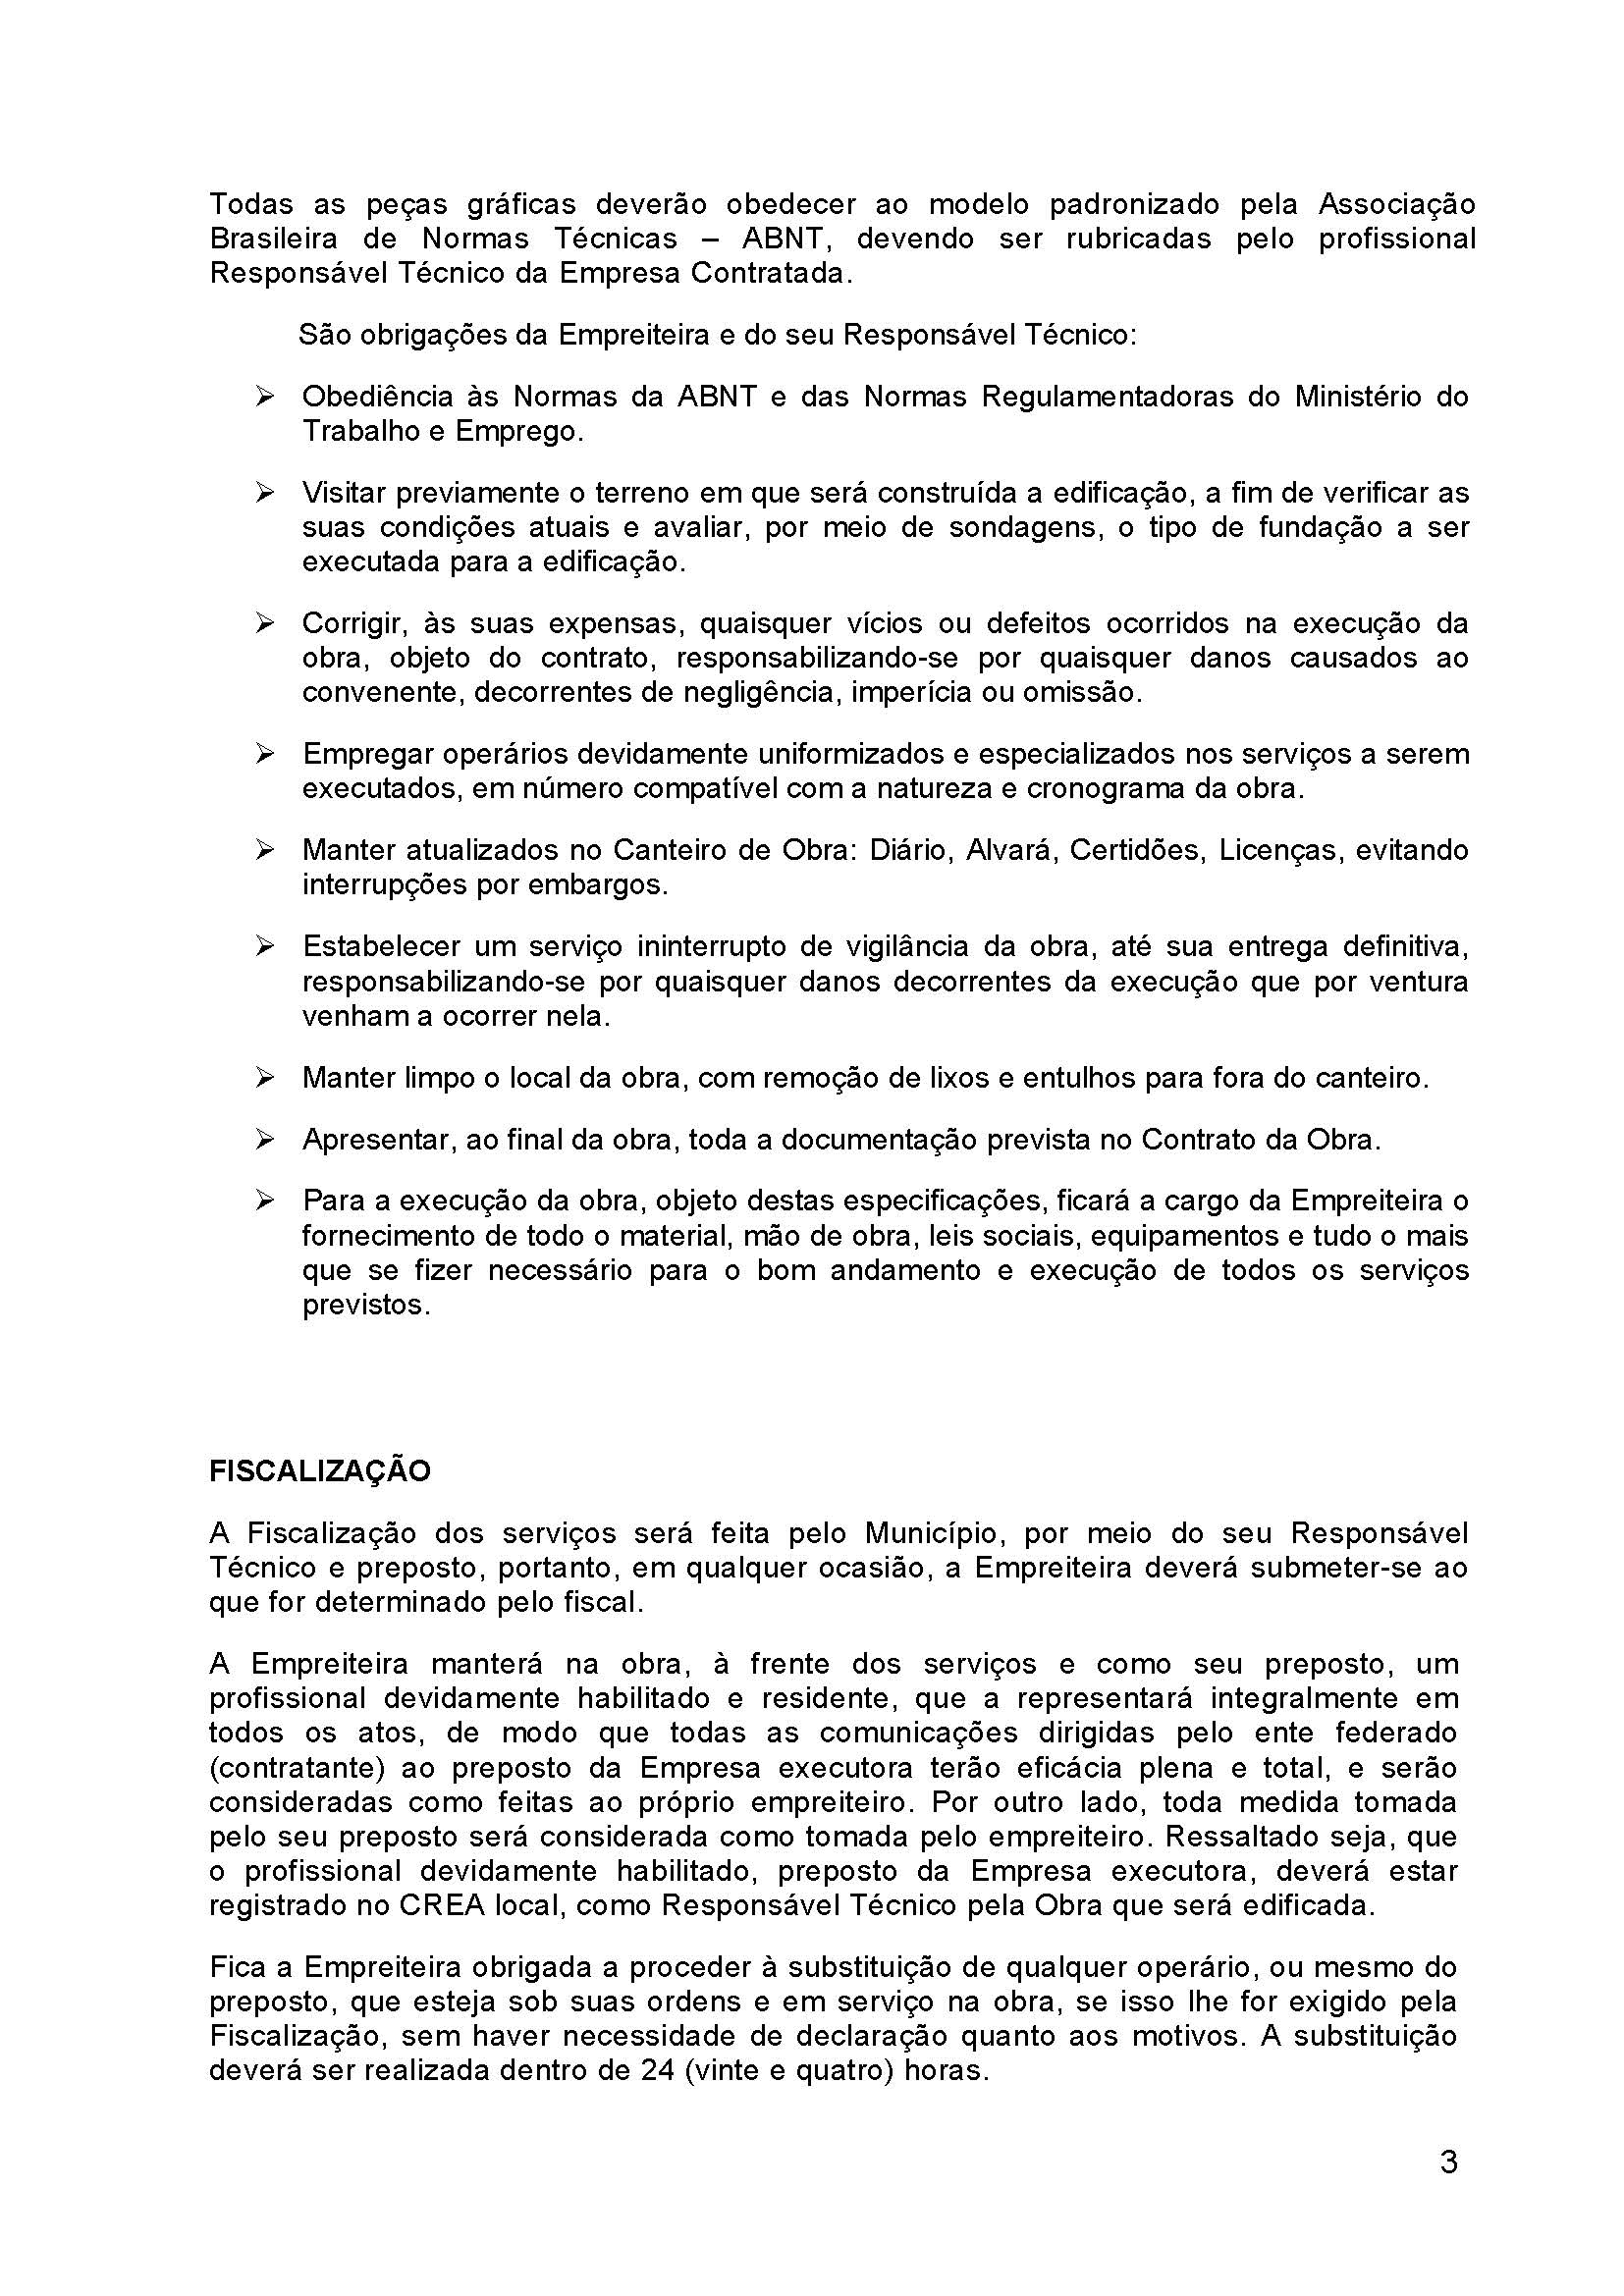 Todas as peças gráficas deverão obedecer ao modelo padronizado pela Associação
Brasileira de Normas Técnicas – ABNT, devendo ser rubricadas pelo profissional
Responsável Técnico da Empresa Contratada.
São obrigações da Empreiteira e do seu Responsável Técnico:
➢ Obediência às Normas da ABNT e das Normas Regulamentadoras do Ministério do
Trabalho e Emprego.
➢ Visitar previamente o terreno em que será construída a edificação, a fim de verificar as
suas condições atuais e avaliar, por meio de sondagens, o tipo de fundação a ser
executada para a edificação.
➢ Corrigir, às suas expensas, quaisquer vícios ou defeitos ocorridos na execução da
obra, objeto do contrato, responsabilizando-se por quaisquer danos causados ao
convenente, decorrentes de negligência, imperícia ou omissão.
➢ Empregar operários devidamente uniformizados e especializados nos serviços a serem
executados, em número compatível com a natureza e cronograma da obra.
➢ Manter atualizados no Canteiro de Obra: Diário, Alvará, Certidões, Licenças, evitando
interrupções por embargos.
➢ Estabelecer um serviço ininterrupto de vigilância da obra, até sua entrega definitiva,
responsabilizando-se por quaisquer danos decorrentes da execução que por ventura
venham a ocorrer nela.
➢ Manter limpo o local da obra, com remoção de lixos e entulhos para fora do canteiro.
➢ Apresentar, ao final da obra, toda a documentação prevista no Contrato da Obra.
➢ Para a execução da obra, objeto destas especificações, ficará a cargo da Empreiteira o
fornecimento de todo o material, mão de obra, leis sociais, equipamentos e tudo o mais
que se fizer necessário para o bom andamento e execução de todos os serviços
previstos.
FISCALIZAÇÃO
A Fiscalização dos serviços será feita pelo Município, por meio do seu Responsável
Técnico e preposto, portanto, em qualquer ocasião, a Empreiteira deverá submeter-se ao
que for determinado pelo fiscal.
A Empreiteira manterá na obra, à frente dos serviços e como seu preposto, um
profissional devidamente habilitado e residente, que a representará integralmente em
todos os atos, de modo que todas as comunicações dirigidas pelo ente federado
(contratante) ao preposto da Empresa executora terão eficácia plena e total, e serão
consideradas como feitas ao próprio empreiteiro. Por outro lado, toda medida tomada
pelo seu preposto será considerada como tomada pelo empreiteiro. Ressaltado seja, que
o profissional devidamente habilitado, preposto da Empresa executora, deverá estar
registrado no CREA local, como Responsável Técnico pela Obra que será edificada.
Fica a Empreiteira obrigada a proceder à substituição de qualquer operário, ou mesmo do
preposto, que esteja sob suas ordens e em serviço na obra, se isso lhe for exigido pela
Fiscalização, sem haver necessidade de declaração quanto aos motivos. A substituição
deverá ser realizada dentro de 24 (vinte e quatro) horas.
3